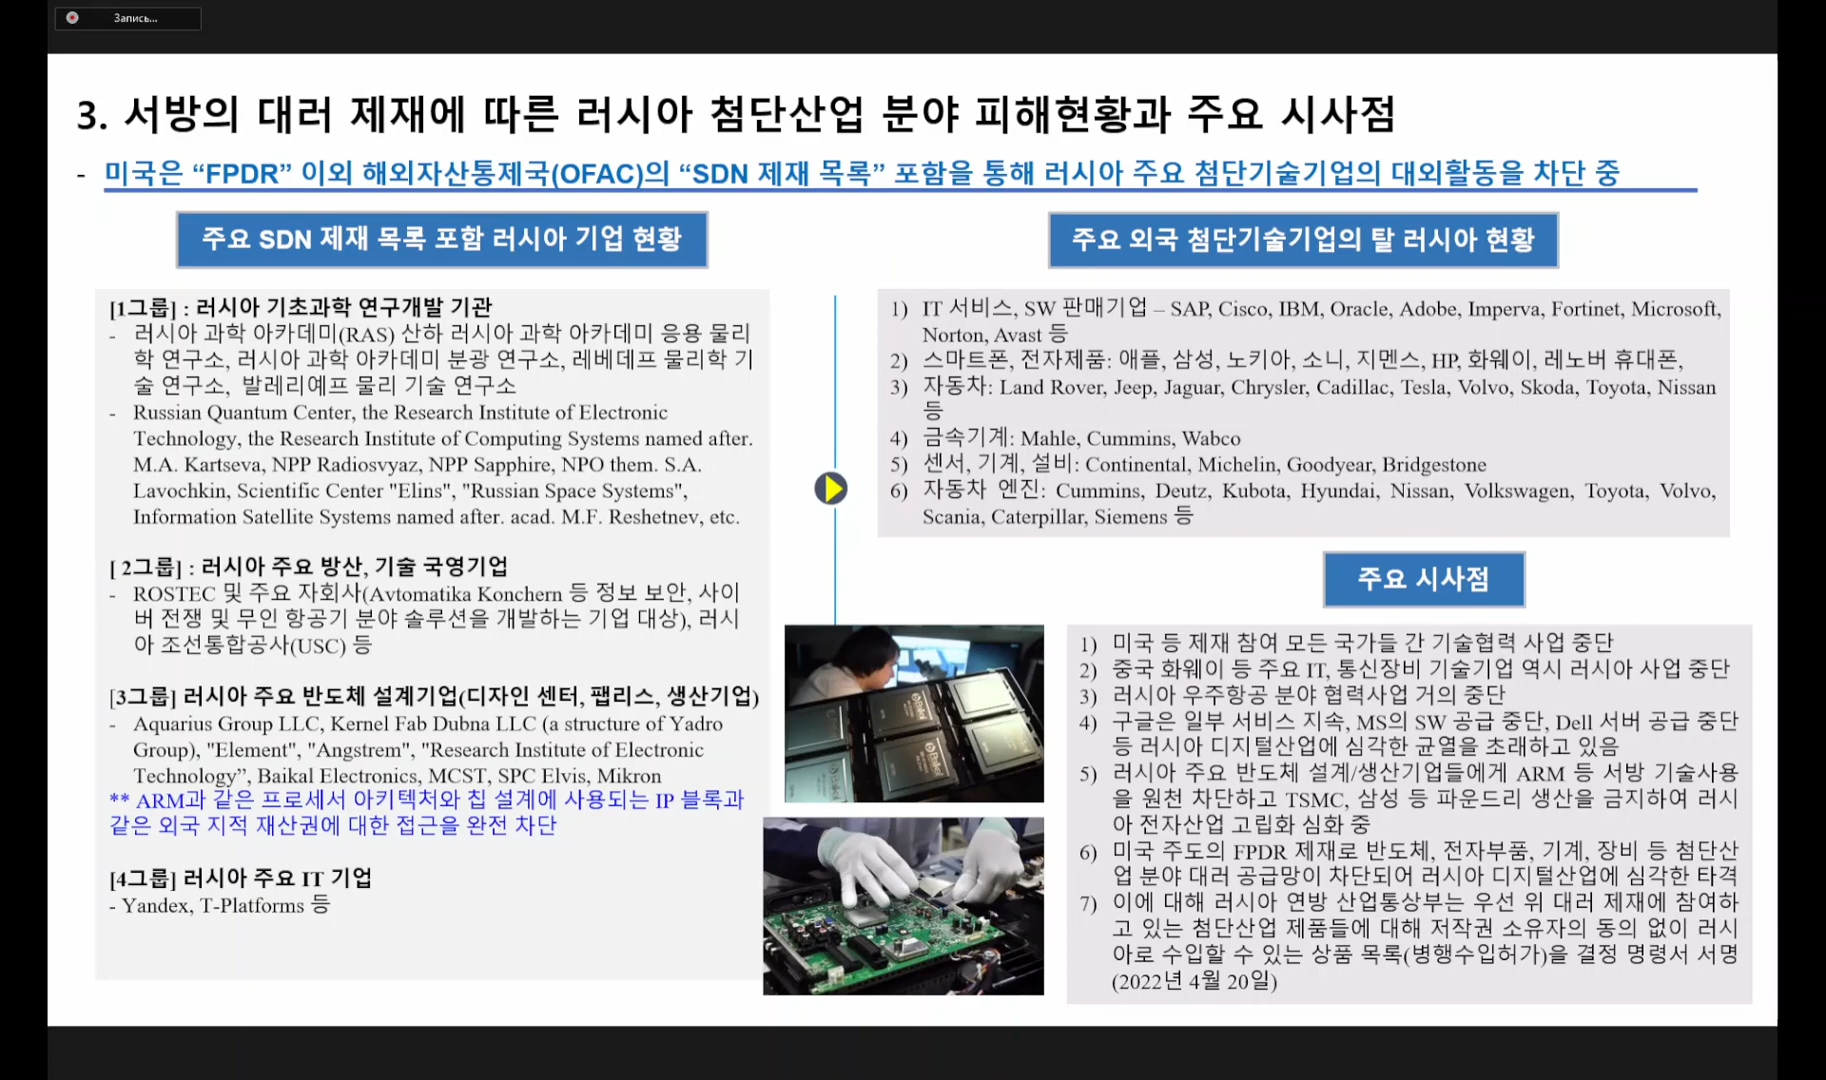 Запись...
3. 서방의 대러 제재에 따른 러시아 첨단산업 분야 피해현황과 주요 시사점
- 미국은 “FPDR” 이외 해외자산통제국(OFAC)의 “SDN 제재 목록” 포함을 통해 러시아 주요 첨단기술기업의 대외활동을 차단 중
주요 SDN 제재 목록 포함 러시아 기업 현황
[1그룹] : 러시아 기초과학 연구개발 기관
- 러시아 과학 아카데미(RAS) 산하 러시아 과학 아카데미 응용 물리
학 연구소, 러시아 과학 아카데미 분광 연구소, 레베데프 물리학 기
술 연구소, 발레리예프 물리 기술 연구소
- Russian Quantum Center, the Research Institute of Electronic
Technology, the Research Institute of Computing Systems named after.
M.A. Kartseva, NPP Radiosvyaz, NPP Sapphire, NPO them. S.A.
Lavochkin, Scientific Center "Elins", "Russian Space Systems",
Information Satellite Systems named after. acad. M.F. Reshetnev, etc.
[ 2그룹] : 러시아 주요 방산, 기술 국영기업
- ROSTEC 및 주요 자회사(Avtomatika Konchern 등 정보 보안, 사이
버 전쟁 및 무인 항공기 분야 솔루션을 개발하는 기업 대상), 러시
아 조선통합공사(USC) 등
[3그룹] 러시아 주요 반도체 설계기업(디자인 센터, 팹리스, 생산기업)
- Aquarius Group LLC, Kernel Fab Dubna LLC (a structure of Yadro
Group), "Element", "Angstrem", "Research Institute of Electronic
Technology”, Baikal Electronics, MCST, SPC Elvis, Mikron
** ARM과 같은 프로세서 아키텍처와 칩 설계에 사용되는 IP 블록과
같은 외국 지적 재산권에 대한 접근을 완전 차단
[4그룹] 러시아 주요 IT 기업
- Yandex, T-Platforms 등
주요 외국 첨단기술기업의 탈 러시아 현황
1) IT 서비스, SW 판매기업 – SAP, Cisco, IBM, Oracle, Adobe, Imperva, Fortinet, Microsoft,
Norton, Avast 등
2) 스마트폰, 전자제품: 애플, 삼성, 노키아, 소니, 지멘스, HP, 화웨이, 레노버 휴대폰,
3) 자동차: Land Rover, Jeep, Jaguar, Chrysler, Cadillac, Tesla, Volvo, Skoda, Toyota, Nissan
등
4) 금속기계: Mahle, Cummins, Wabco
5) 센서, 기계, 설비: Continental, Michelin, Goodyear, Bridgestone
6) 자동차 엔진: Cummins, Deutz, Kubota, Hyundai, Nissan, Volkswagen, Toyota, Volvo,
Scania, Caterpillar, Siemens 등
Baikal
Baikal
주요 시사점
1) 미국 등 제재 참여 모든 국가들 간 기술협력 사업 중단
2) 중국 화웨이 등 주요 IT, 통신장비 기술기업 역시 러시아 사업 중단
3) 러시아 우주항공 분야 협력사업 거의 중단
4) 구글은 일부 서비스 지속, MS의 SW 공급 중단, Dell 서버 공급 중단
등 러시아 디지털산업에 심각한 균열을 초래하고 있음
5) 러시아 주요 반도체 설계/생산기업들에게 ARM 등 서방 기술사용
을 원천 차단하고 TSMC, 삼성 등 파운드리 생산을 금지하여 러시
아 전자산업 고립화 심화 중
6) 미국 주도의 FPDR 제재로 반도체, 전자부품, 기계, 장비 등 첨단산
업 분야 대러 공급망이 차단되어 러시아 디지털산업에 심각한 타격
7) 이에 대해 러시아 연방 산업통상부는 우선 위 대러 제재에 참여하
고 있는 첨단산업 제품들에 대해 저작권 소유자의 동의 없이 러시
아로 수입할 수 있는 상품 목록(병행수입허가)을 결정 명령서 서명
(2022년 4월 20일)